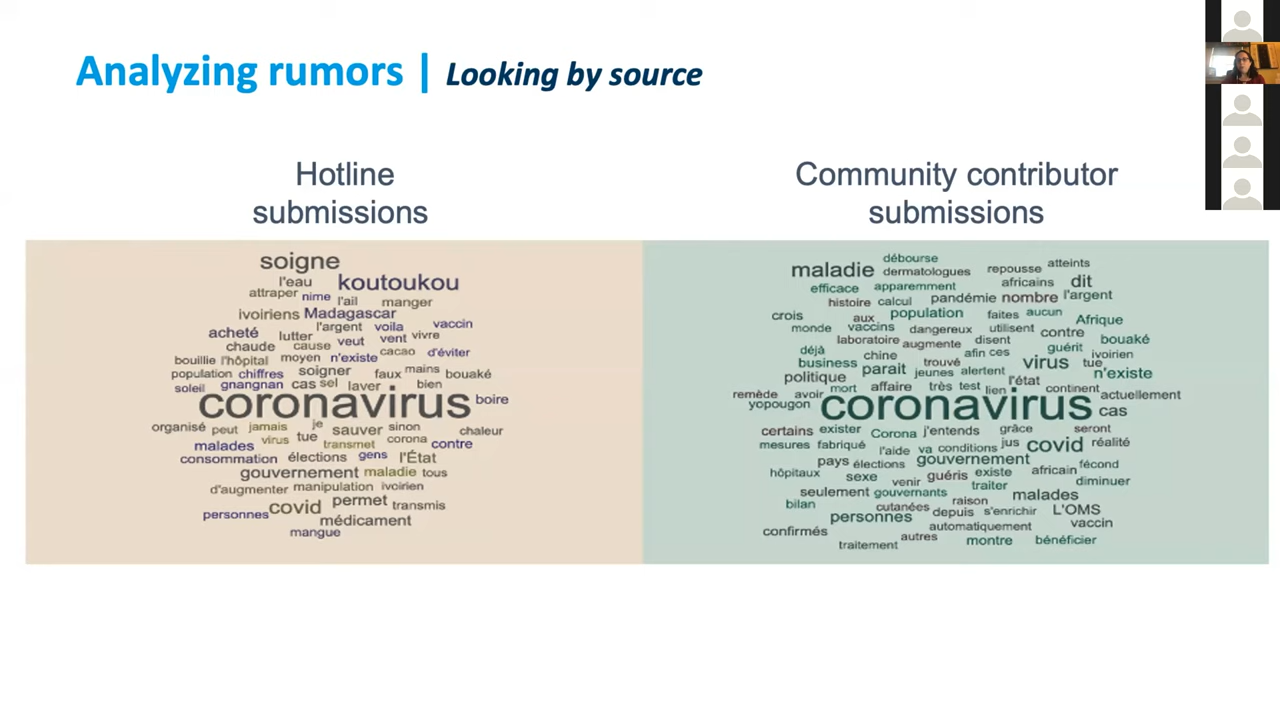 Analyzing rumors | Looking by source
Hotline
submissions
soigne
l'eau koutoukou
attraper nime l'ail manger
ivoiriens Madagascar
l'argent voila vaccin
acheté lutter vent vivre
chaude cause veut
bouillie l'hôpital moyen n'existe cacao d'éviter
population chiffres soigner faux mains bouaké
soleil gnangnan cas sel laver bien
coronavirus boire
organisé peut jamais je sauver sinon chaleur
virus tue transmet corona contre
malades
consommation élections gens l'État
gouvernement maladie tous
d'augmenter manipulation ivoirien
personnes covid permet transmis
médicament
mangue
Community contributor
submissions
débourse
maladie dermatologues repousse atteints
efficace apparemment africains dit
histoire calcul pandémie nombre l'argent
crois aux population faites aucun Afrique
monde vaccins dangereux utilisent contre
laboratoire augmente disent bouaké
déjà chine afin ces guérit ivoirien
business trouvé virus tue
politique parait jeunes alertent n'existe
mort affaire très test l'état continent
remède avoir lien actuellement
yopougon coronavirus cas
certains exister Corona j'entends grâce seront
mesures fabriqué l'aide va conditions jus covid réalité
pays élections gouvernement
hôpitaux sexe venir guéris existe africain fécond
traiter diminuer
seulement gouvernants raison malades
bilan cutanées depuis s'enrichir L'OMS
personnes automatiquement vaccin
confirmés autres montre bénéficier
traitement